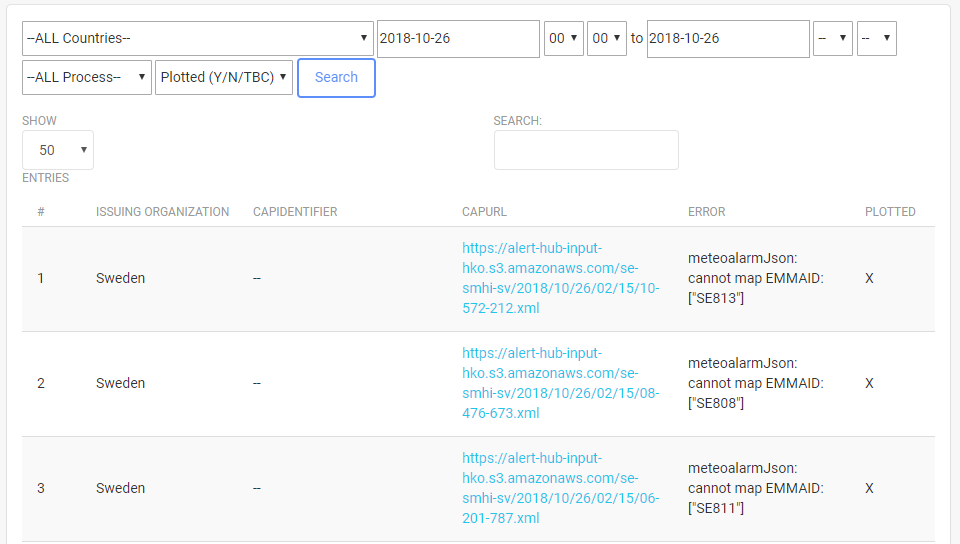 --ALL Countries-- 2018-10-26 00 00 to 2018-10-26 -- --
--ALL Process-- Plotted (Y/N/TBC) Search
SHOW SEARCH:
50
ENTRIES
# ISSUING ORGANIZATION CAPIDENTIFIER CAPURL ERROR PLOTTED
1 Sweden -- https://alert-hub-input-
hko.s3.amazonaws.com/se-
smhi-sv/2018/10/26/02/15/10-
572-212.xml
meteoalarmJson:
cannot map EMMAID:
["SE813"]
X
2 Sweden -- https://alert-hub-input-
hko.s3.amazonaws.com/se-
smhi-sv/2018/10/26/02/15/08-
476-673.xml
meteoalarmJson:
cannot map EMMAID:
["SE808"]
X
3 Sweden -- https://alert-hub-input-
hko.s3.amazonaws.com/se-
smhi-sv/2018/10/26/02/15/06-
201-787.xml
meteoalarmJson:
cannot map EMMAID:
["SE811"]
X